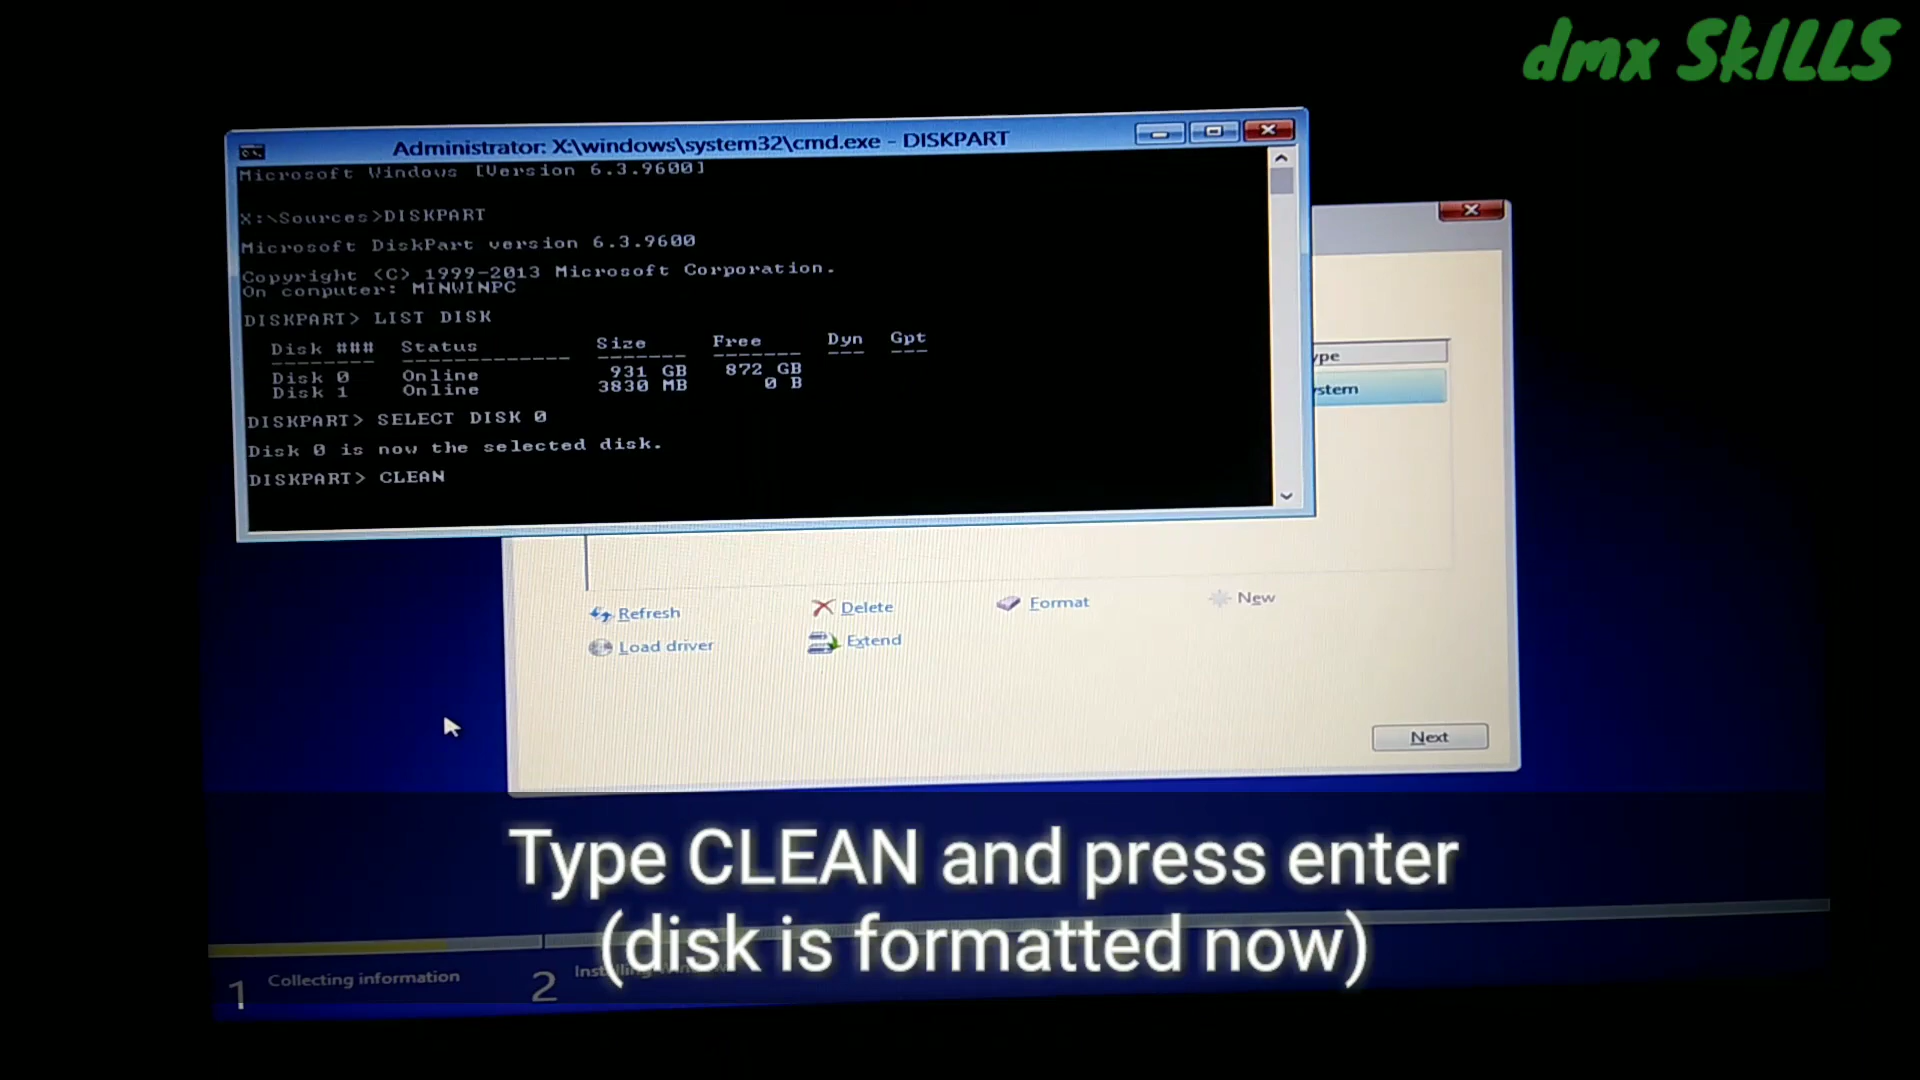 dmx SkILLS
Administrator: X:\windows\system32\cmd.exe - DISKPART
Microsoft Windows [Version 6.3.9600]
X:\Sources>DISKPART
Microsoft DiskPart version 6.3.9600
Copyright (C) 1999-2013 Microsoft Corporation.
On computer: MINWINPC
DISKPART> LIST DISK
Disk ### Status Size Free Dyn Gpt
-------- ------------- ------- ------- --- ---
Disk 0 Online 931 GB 872 GB
Disk 1 Online 3830 MB 0 B
DISKPART> SELECT DISK 0
Disk 0 is now the selected disk.
DISKPART> CLEAN
ype
stem
Refresh Delete Format New
Load driver Extend
Next
Type CLEAN and press enter
(disk is formatted now)
1 Collecting information 2